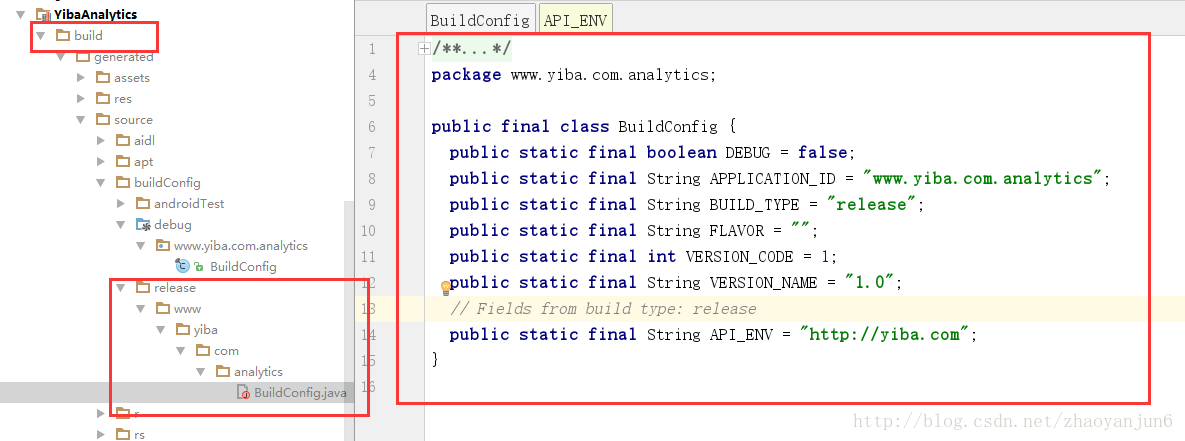 YibaAnalytics
build
generated
assets
res
source
aidl
apt
buildConfig
androidTest
debug
www.yiba.com.analytics
BuildConfig
release
www
yiba
com
analytics
BuildConfig.java
r
rs
BuildConfig API_ENV
1 /**...*/
4 package www.yiba.com.analytics;
5
6 public final class BuildConfig {
7 public static final boolean DEBUG = false;
8 public static final String APPLICATION_ID = "www.yiba.com.analytics";
9 public static final String BUILD_TYPE = "release";
10 public static final String FLAVOR = "";
11 public static final int VERSION_CODE = 1;
12 public static final String VERSION_NAME = "1.0";
13 // Fields from build type: release
14 public static final String API_ENV = "http://yiba.com";
15 }
16
http://blog.csdn.net/zhaoyanjun6